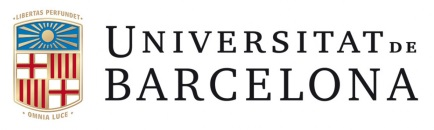 ·LIBERTAS PERFUNDET·
UNIVERSITAT DE
BARCELONA
· OMNIA LUCE ·